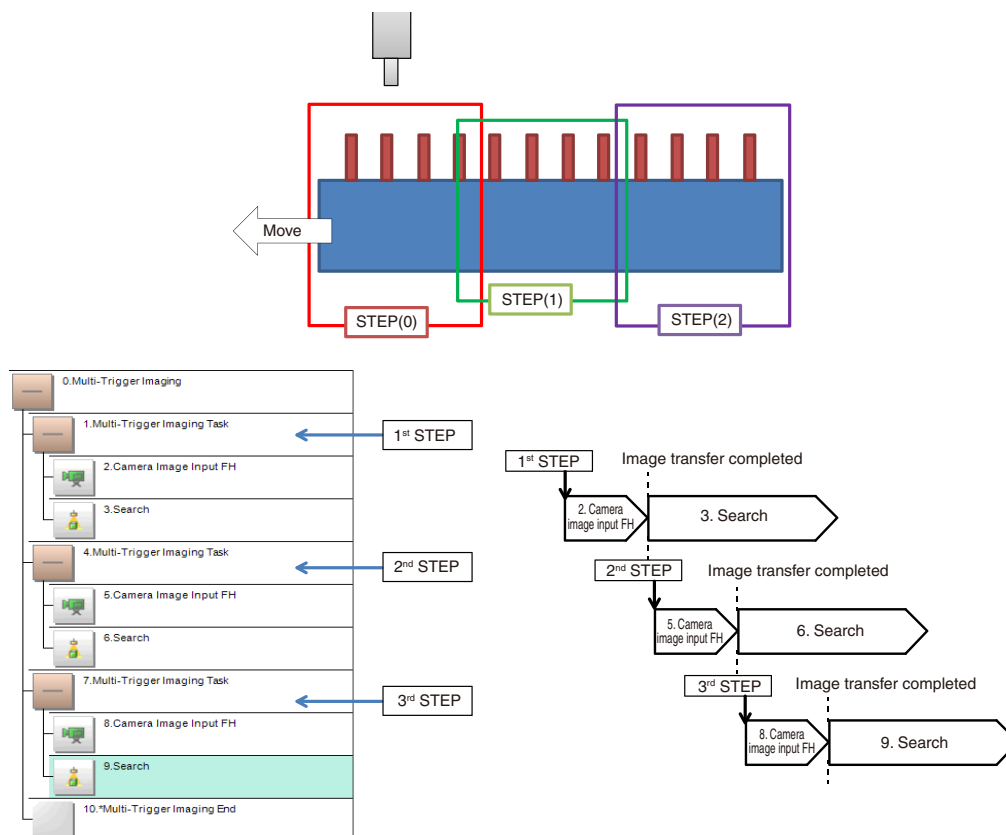 Move
STEP(0)
STEP(1)
STEP(2)
0.Multi-Trigger Imaging
1.Multi-Trigger Imaging Task
2.Camera Image Input FH
3.Search
4.Multi-Trigger Imaging Task
5.Camera Image Input FH
6.Search
7.Multi-Trigger Imaging Task
8.Camera Image Input FH
9.Search
10.*Multi-Trigger Imaging End
1st STEP
2nd STEP
3rd STEP
1st STEP
Image transfer completed
2. Camera
image input FH
3. Search
2nd STEP
Image transfer completed
5. Camera
image input FH
6. Search
3rd STEP
Image transfer completed
8. Camera
image input FH
9. Search